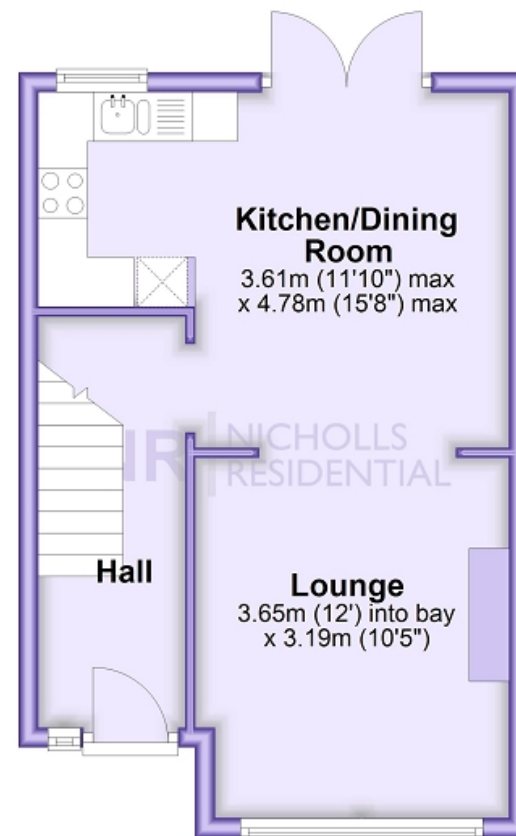 Kitchen/Dining
Room
3.61m (11'10") max
x 4.78m (15'8") max
NR NICHOLLS
RESIDENTIAL
Hall
Lounge
3.65m (12') into bay
x 3.19m (10'5")